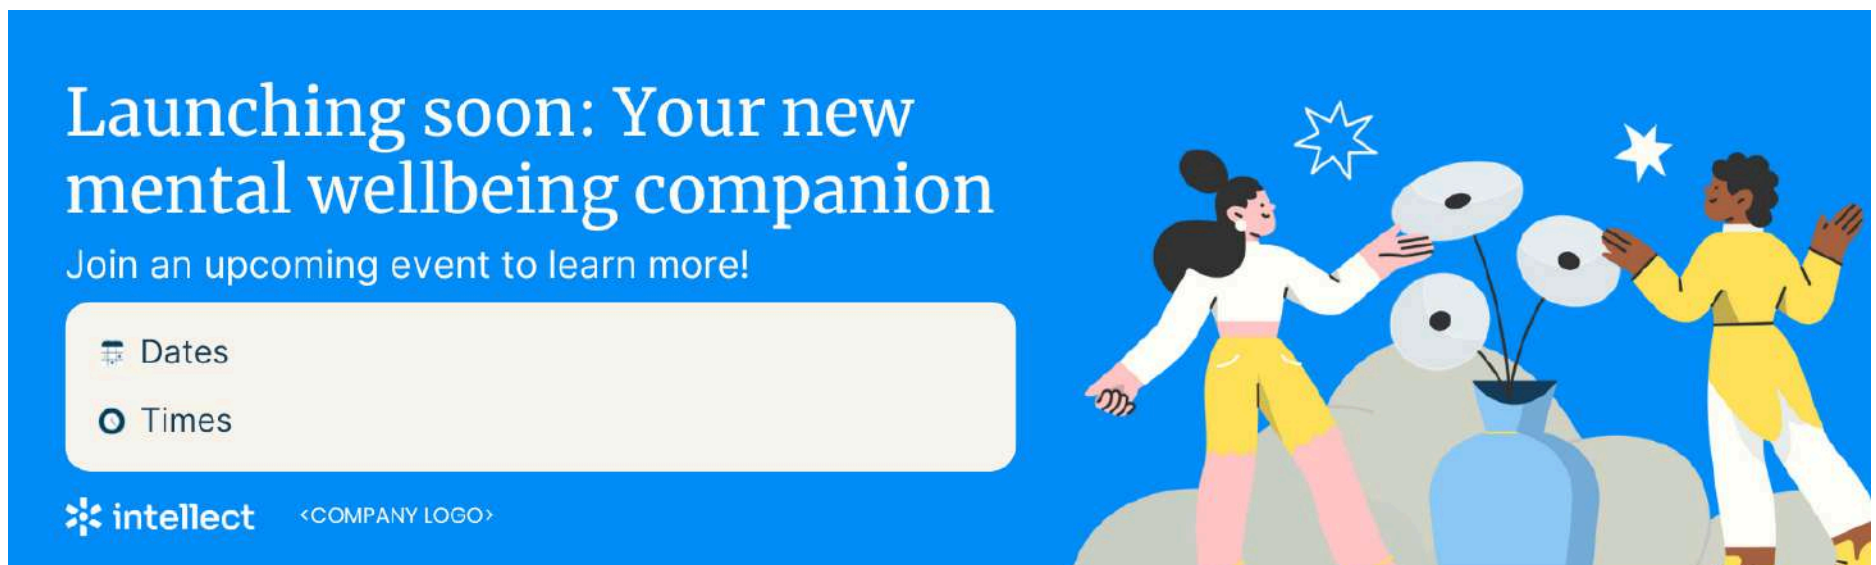 Launching soon: Your new
mental wellbeing companion
Join an upcoming event to learn more!
Dates
Times
intellect <COMPANY LOGO>